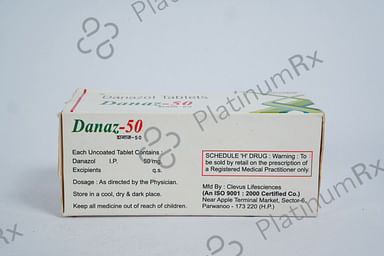 PlatinumRx
Danazol Tablets
Danaz-50
Danaz-50
डानाज-50
Each Uncoated Tablet Contains :
Danazol I.P. 50 mg.
Excipients q.s.
Dosage : As directed by the Physician.
Store in a cool, dry & dark place.
Keep all medicine out of reach of children.
SCHEDULE 'H' DRUG : Warning : To
be sold by retail on the prescription of
a Registered Medical Practitioner only.
Mfd By : Clevus Lifesciences
(An ISO 9001 : 2000 Certified Co.)
Near Apple Terminal Market, Sector-6,
Parwanoo - 173 220 (H.P.)